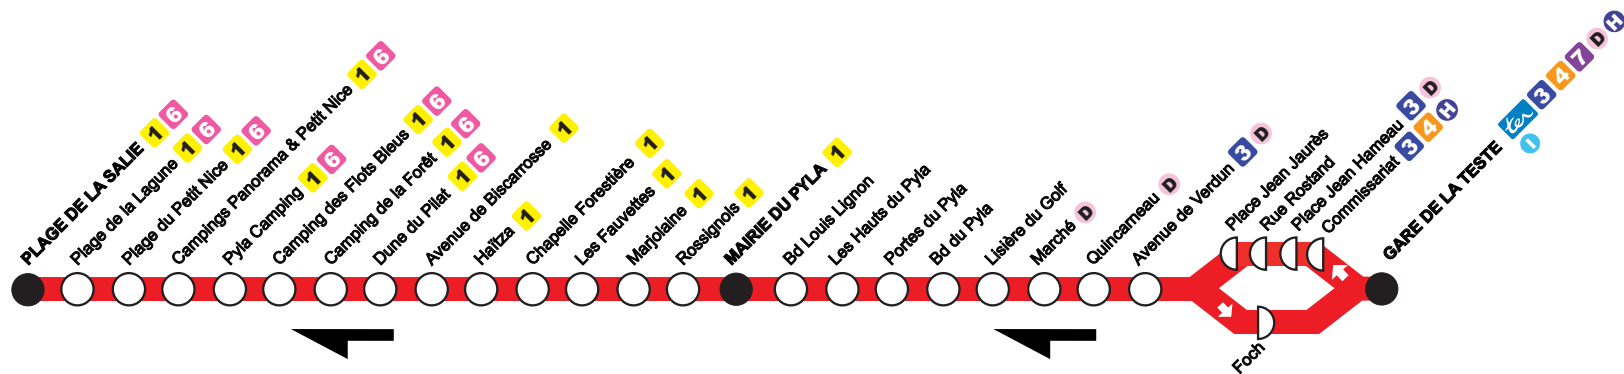 PLAGE DE LA SALIE 1 6
Plage de la Lagune 1 6
Plage du Petit Nice 1 6
Campings Panorama & Petit Nice 1 6
Pyla Camping 1 6
Camping des Flots Bleus 1 6
Camping de la Forêt 1 6
Dune du Pilat 1 6
Avenue de Biscarrosse 1
Haïtza 1
Chapelle Forestière 1
Les Fauvettes 1
Marjolaine 1
Rossignols 1
MAIRIE DU PYLA 1
Bd Louis Lignon
Les Hauts du Pyla
Portes du Pyla
Bd du Pyla
Lisière du Golf
Marché D
Quincarneau D
Avenue de Verdun 3 D
Place Jean Jaurès
Rue Rostand
Place Jean Hameau 3 D
Commissariat 3 4 H
Foch
GARE DE LA TESTE ter 3 4 7 D H
I